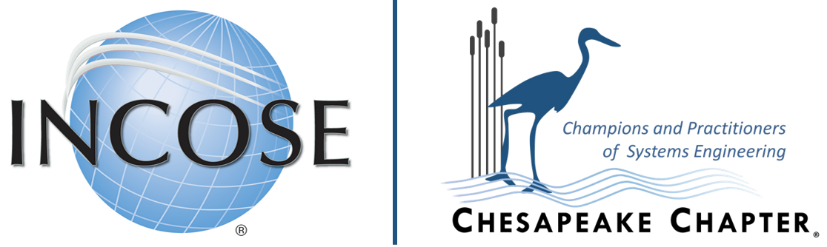 INCOSE
®
Champions and Practitioners
of Systems Engineering
CHESAPEAKE CHAPTER®